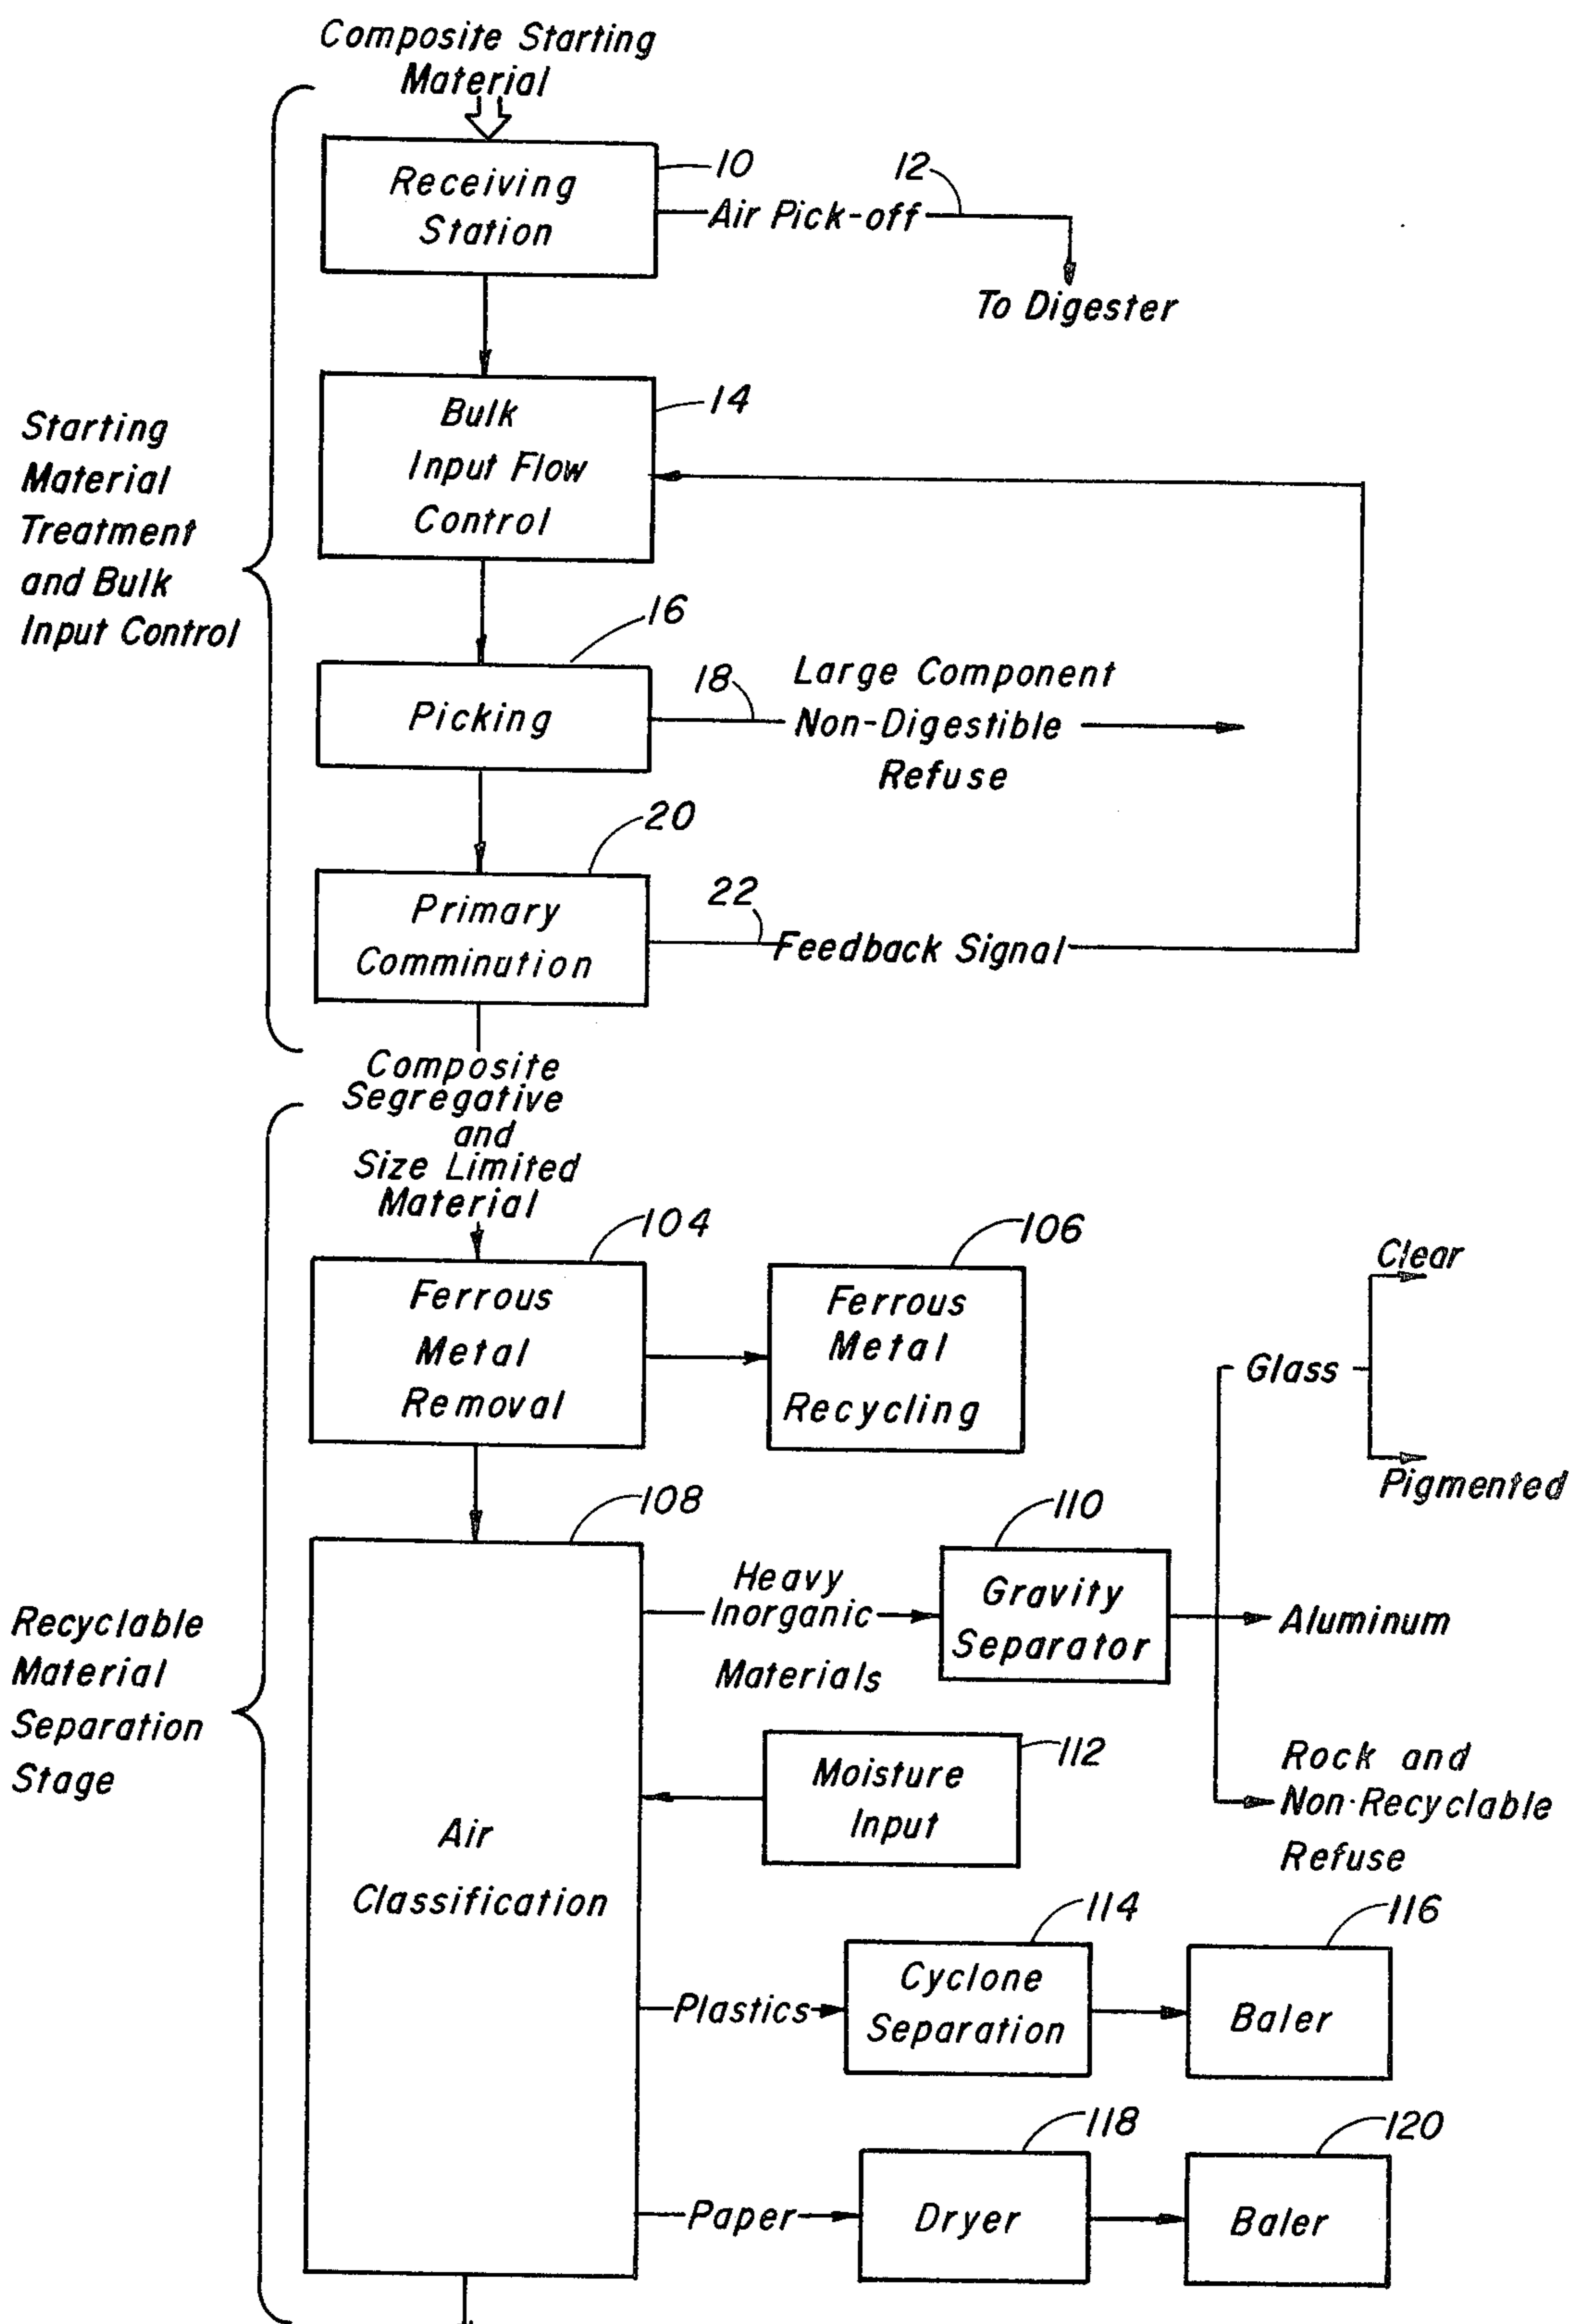 Composite Starting
Material
Receiving
Station
10
Air Pick-off
12
To Digester
Bulk
Input Flow
Control
14
Starting
Material
Treatment
and Bulk
Input Control
Picking
16
18
Large Component
Non-Digestible
Refuse
Primary
Comminution
20
22
Feedback Signal
Composite
Segregative
and
Size Limited
Material
Ferrous
Metal
Removal
104
Ferrous
Metal
Recycling
106
Clear
Glass
Pigmented
Recyclable
Material
Separation
Stage
Air
Classification
108
Heavy
Inorganic
Materials
Gravity
Separator
110
Aluminum
Rock and
Non-Recyclable
Refuse
Moisture
Input
112
Plastics
Cyclone
Separation
114
Baler
116
Paper
Dryer
118
Baler
120